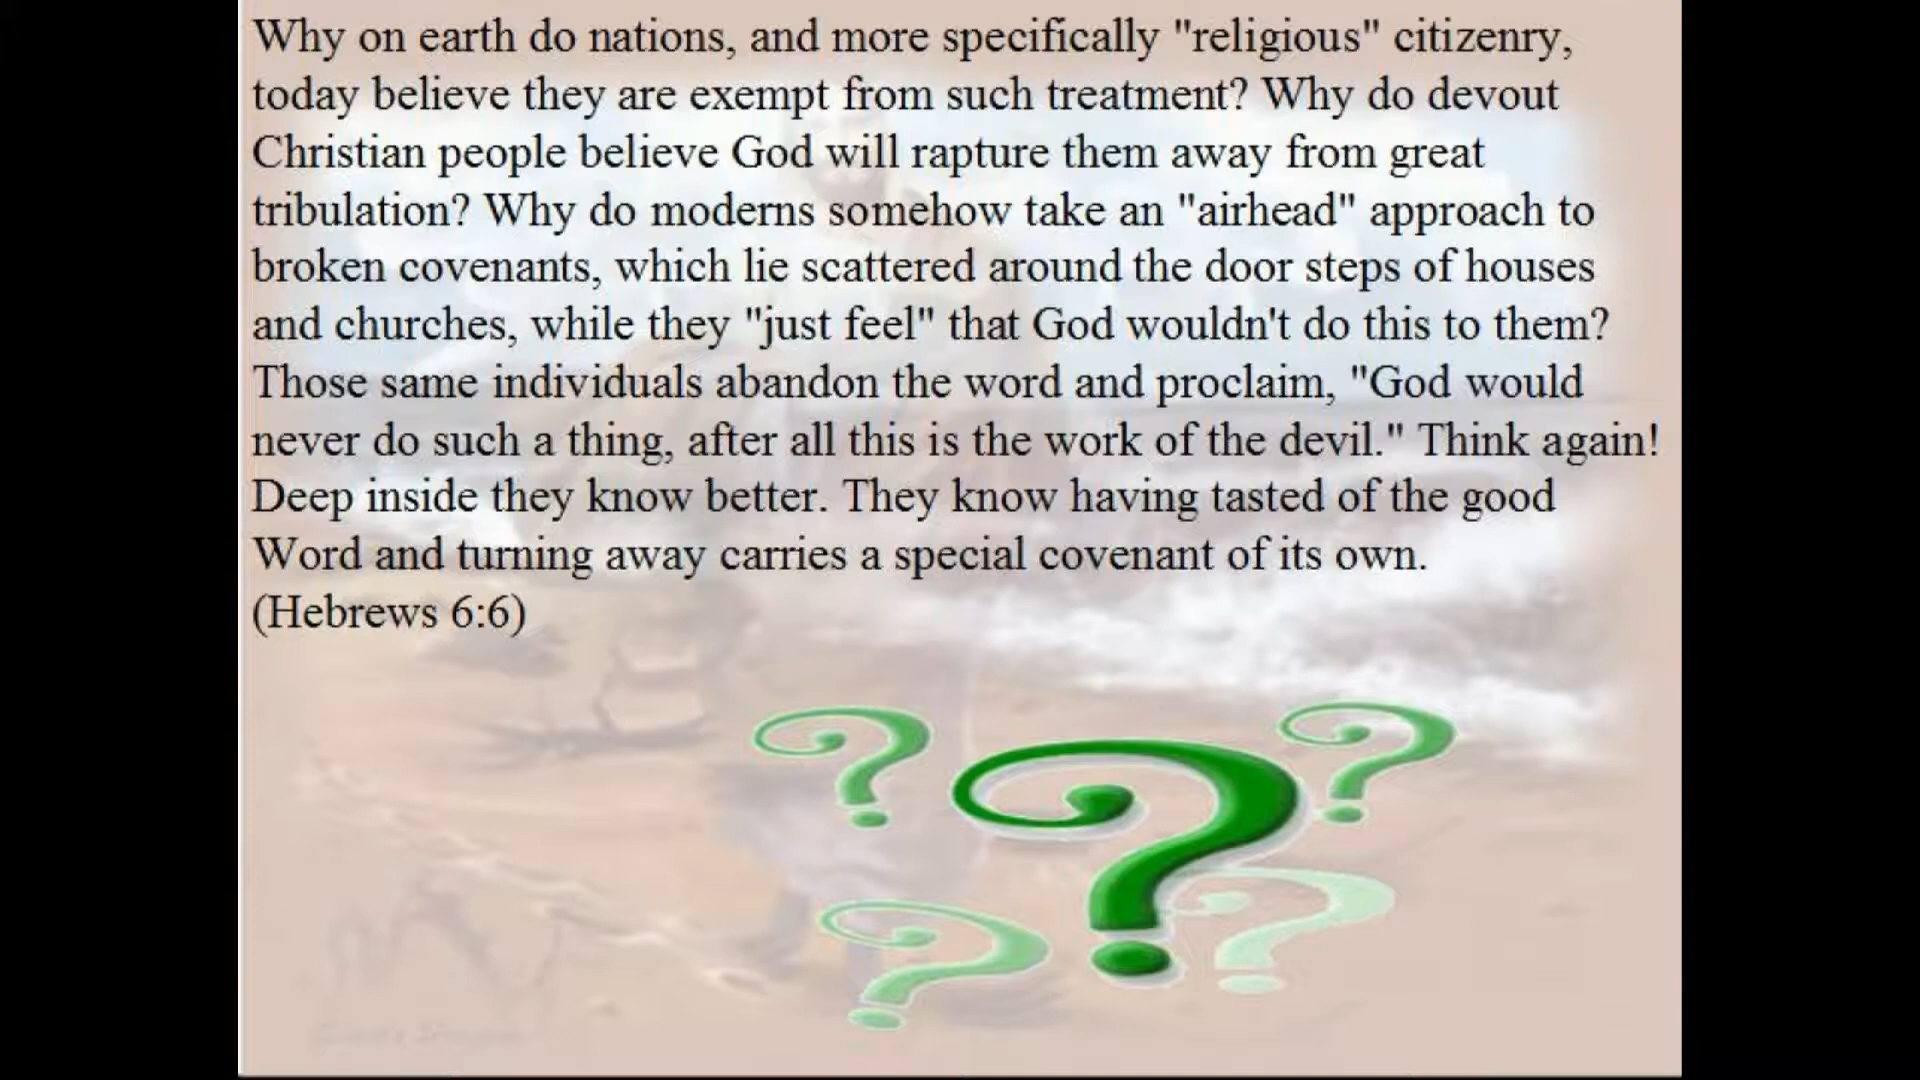 Why on earth do nations, and more specifically "religious" citizenry,
today believe they are exempt from such treatment? Why do devout
Christian people believe God will rapture them away from great
tribulation? Why do moderns somehow take an "airhead" approach to
broken covenants, which lie scattered around the door steps of houses
and churches, while they "just feel" that God wouldn't do this to them?
Those same individuals abandon the word and proclaim, "God would
never do such a thing, after all this is the work of the devil." Think again!
Deep inside they know better. They know having tasted of the good
Word and turning away carries a special covenant of its own.
(Hebrews 6:6)